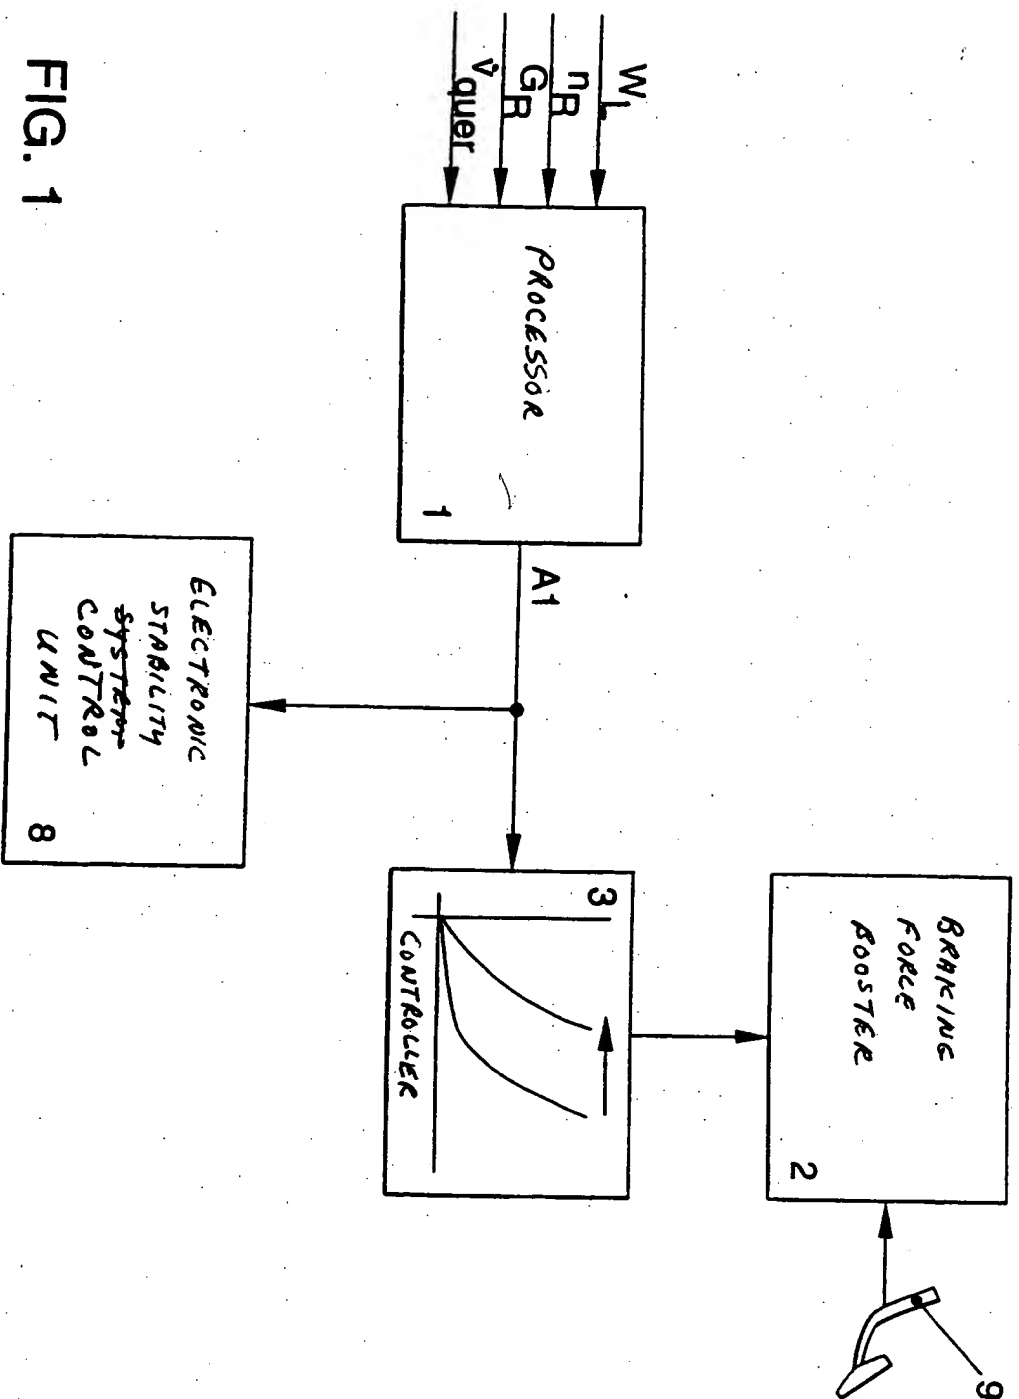 W_L
n_R
G_R
v̇_quer
PROCESSOR
1
A1
ELECTRONIC
STABILITY
SYSTEM
CONTROL
UNIT
8
3
CONTROLLER
BRAKING
FORCE
BOOSTER
2
9
FIG. 1